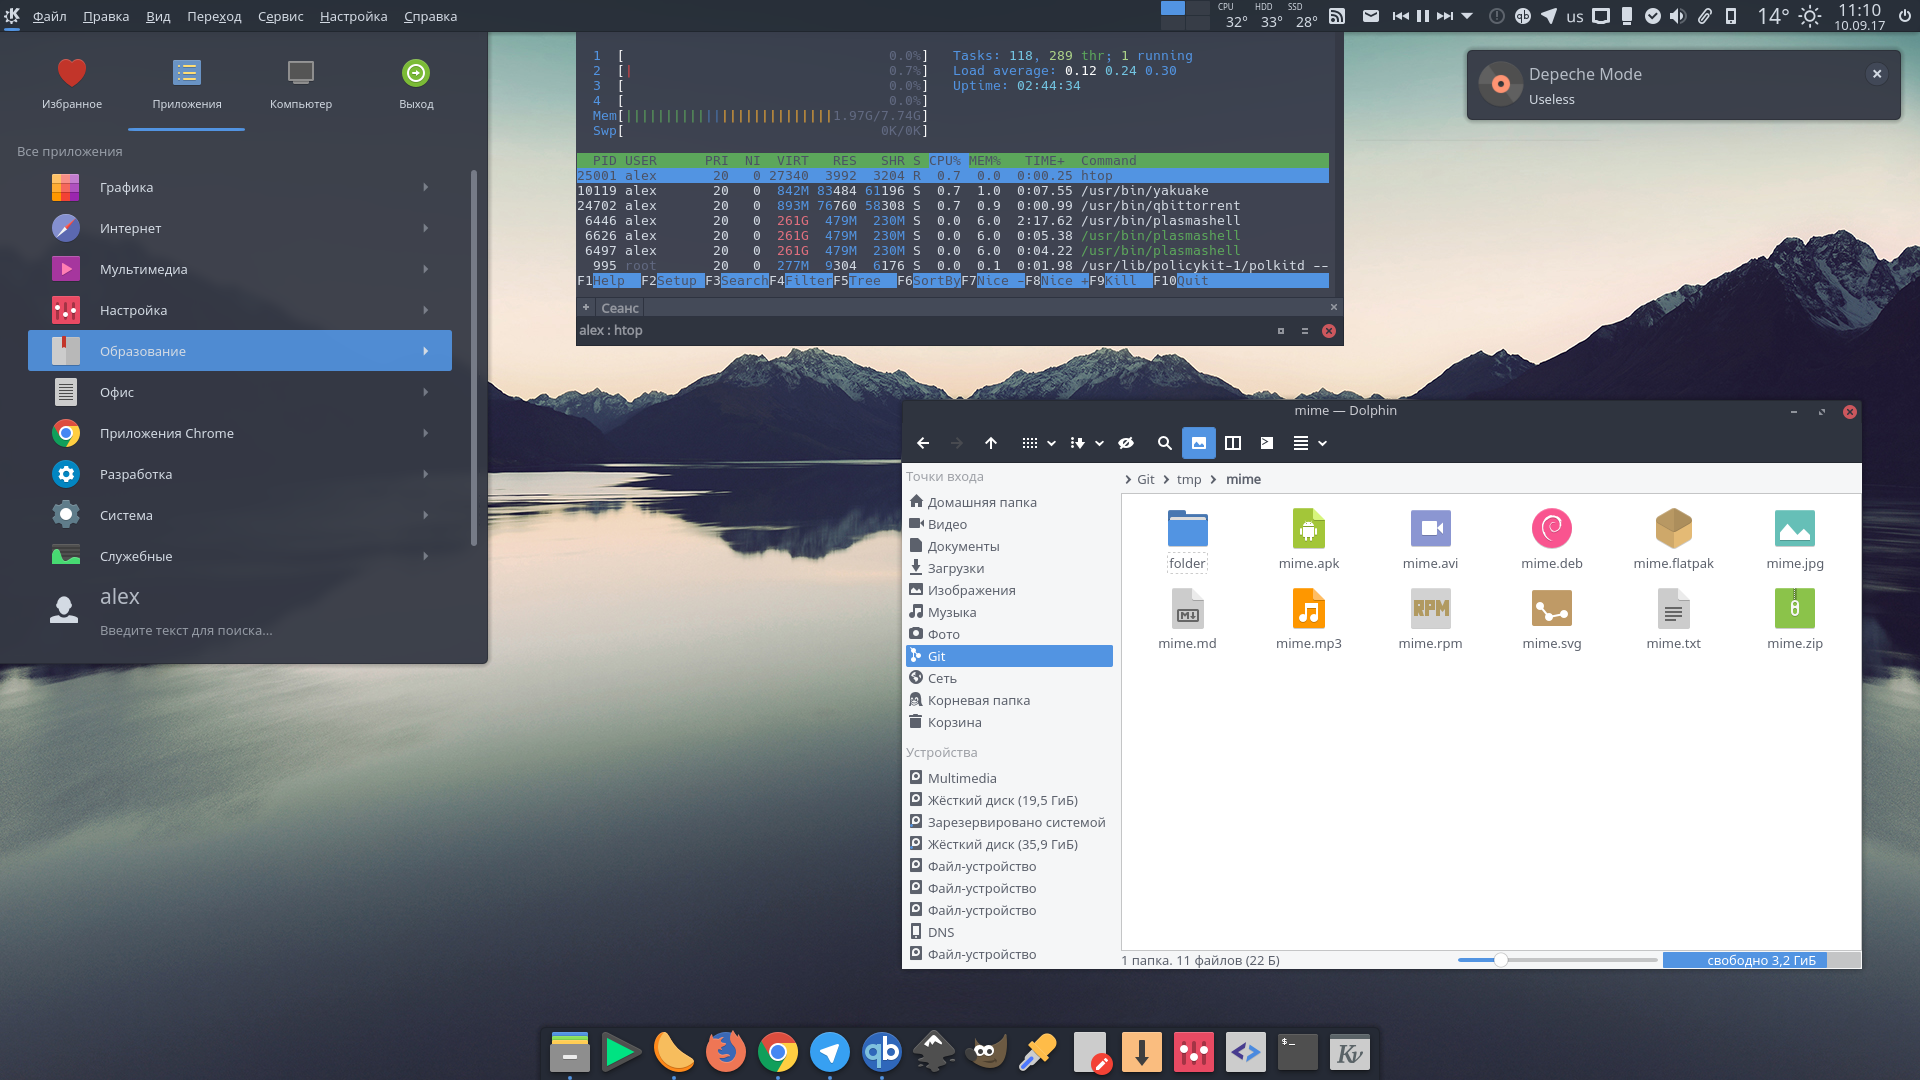 Файл Правка Вид Переход Сервис Настройка Справка
CPU 32° HDD 33° SSD 28° us 14° 11:10
10.09.17
Избранное Приложения Компьютер Выход
Все приложения
Графика
Интернет
Мультимедиа
Настройка
Образование
Офис
Приложения Chrome
Разработка
Система
Служебные
alex
Введите текст для поиска...
1 [ 0.0%] Tasks: 118, 289 thr; 1 running
2 [| 0.7%] Load average: 0.12 0.24 0.30
3 [ 0.0%] Uptime: 02:44:34
4 [ 0.0%]
Mem[||||||||||||||||||||||||||1.97G/7.74G]
Swp[ 0K/0K]
PID USER PRI NI VIRT RES SHR S CPU% MEM% TIME+ Command
25001 alex 20 0 27340 3992 3204 R 0.7 0.0 0:00.25 htop
10119 alex 20 0 842M 83484 61196 S 0.7 1.0 0:07.55 /usr/bin/yakuake
24702 alex 20 0 893M 76760 58308 S 0.7 0.9 0:00.99 /usr/bin/qbittorrent
6446 alex 20 0 261G 479M 230M S 0.0 6.0 2:17.62 /usr/bin/plasmashell
6626 alex 20 0 261G 479M 230M S 0.0 6.0 0:05.38 /usr/bin/plasmashell
6497 alex 20 0 261G 479M 230M S 0.0 6.0 0:04.22 /usr/bin/plasmashell
995 root 20 0 277M 9304 6176 S 0.0 0.1 0:01.98 /usr/lib/policykit-1/polkitd --
F1Help F2Setup F3SearchF4FilterF5Tree F6SortByF7Nice -F8Nice +F9Kill F10Quit
+ Сеанс
alex : htop
Depeche Mode
Useless
mime — Dolphin
Точки входа
Домашняя папка
Видео
Документы
Загрузки
Изображения
Музыка
Фото
Git
Сеть
Корневая папка
Корзина
Устройства
Multimedia
Жёсткий диск (19,5 ГиБ)
Зарезервировано системой
Жёсткий диск (35,9 ГиБ)
Файл-устройство
Файл-устройство
Файл-устройство
DNS
Файл-устройство
Git tmp mime
folder mime.apk mime.avi mime.deb mime.flatpak mime.jpg
M RPM
mime.md mime.mp3 mime.rpm mime.svg mime.txt mime.zip
1 папка. 11 файлов (22 Б) свободно 3,2 ГиБ
qb <> $_ Kv